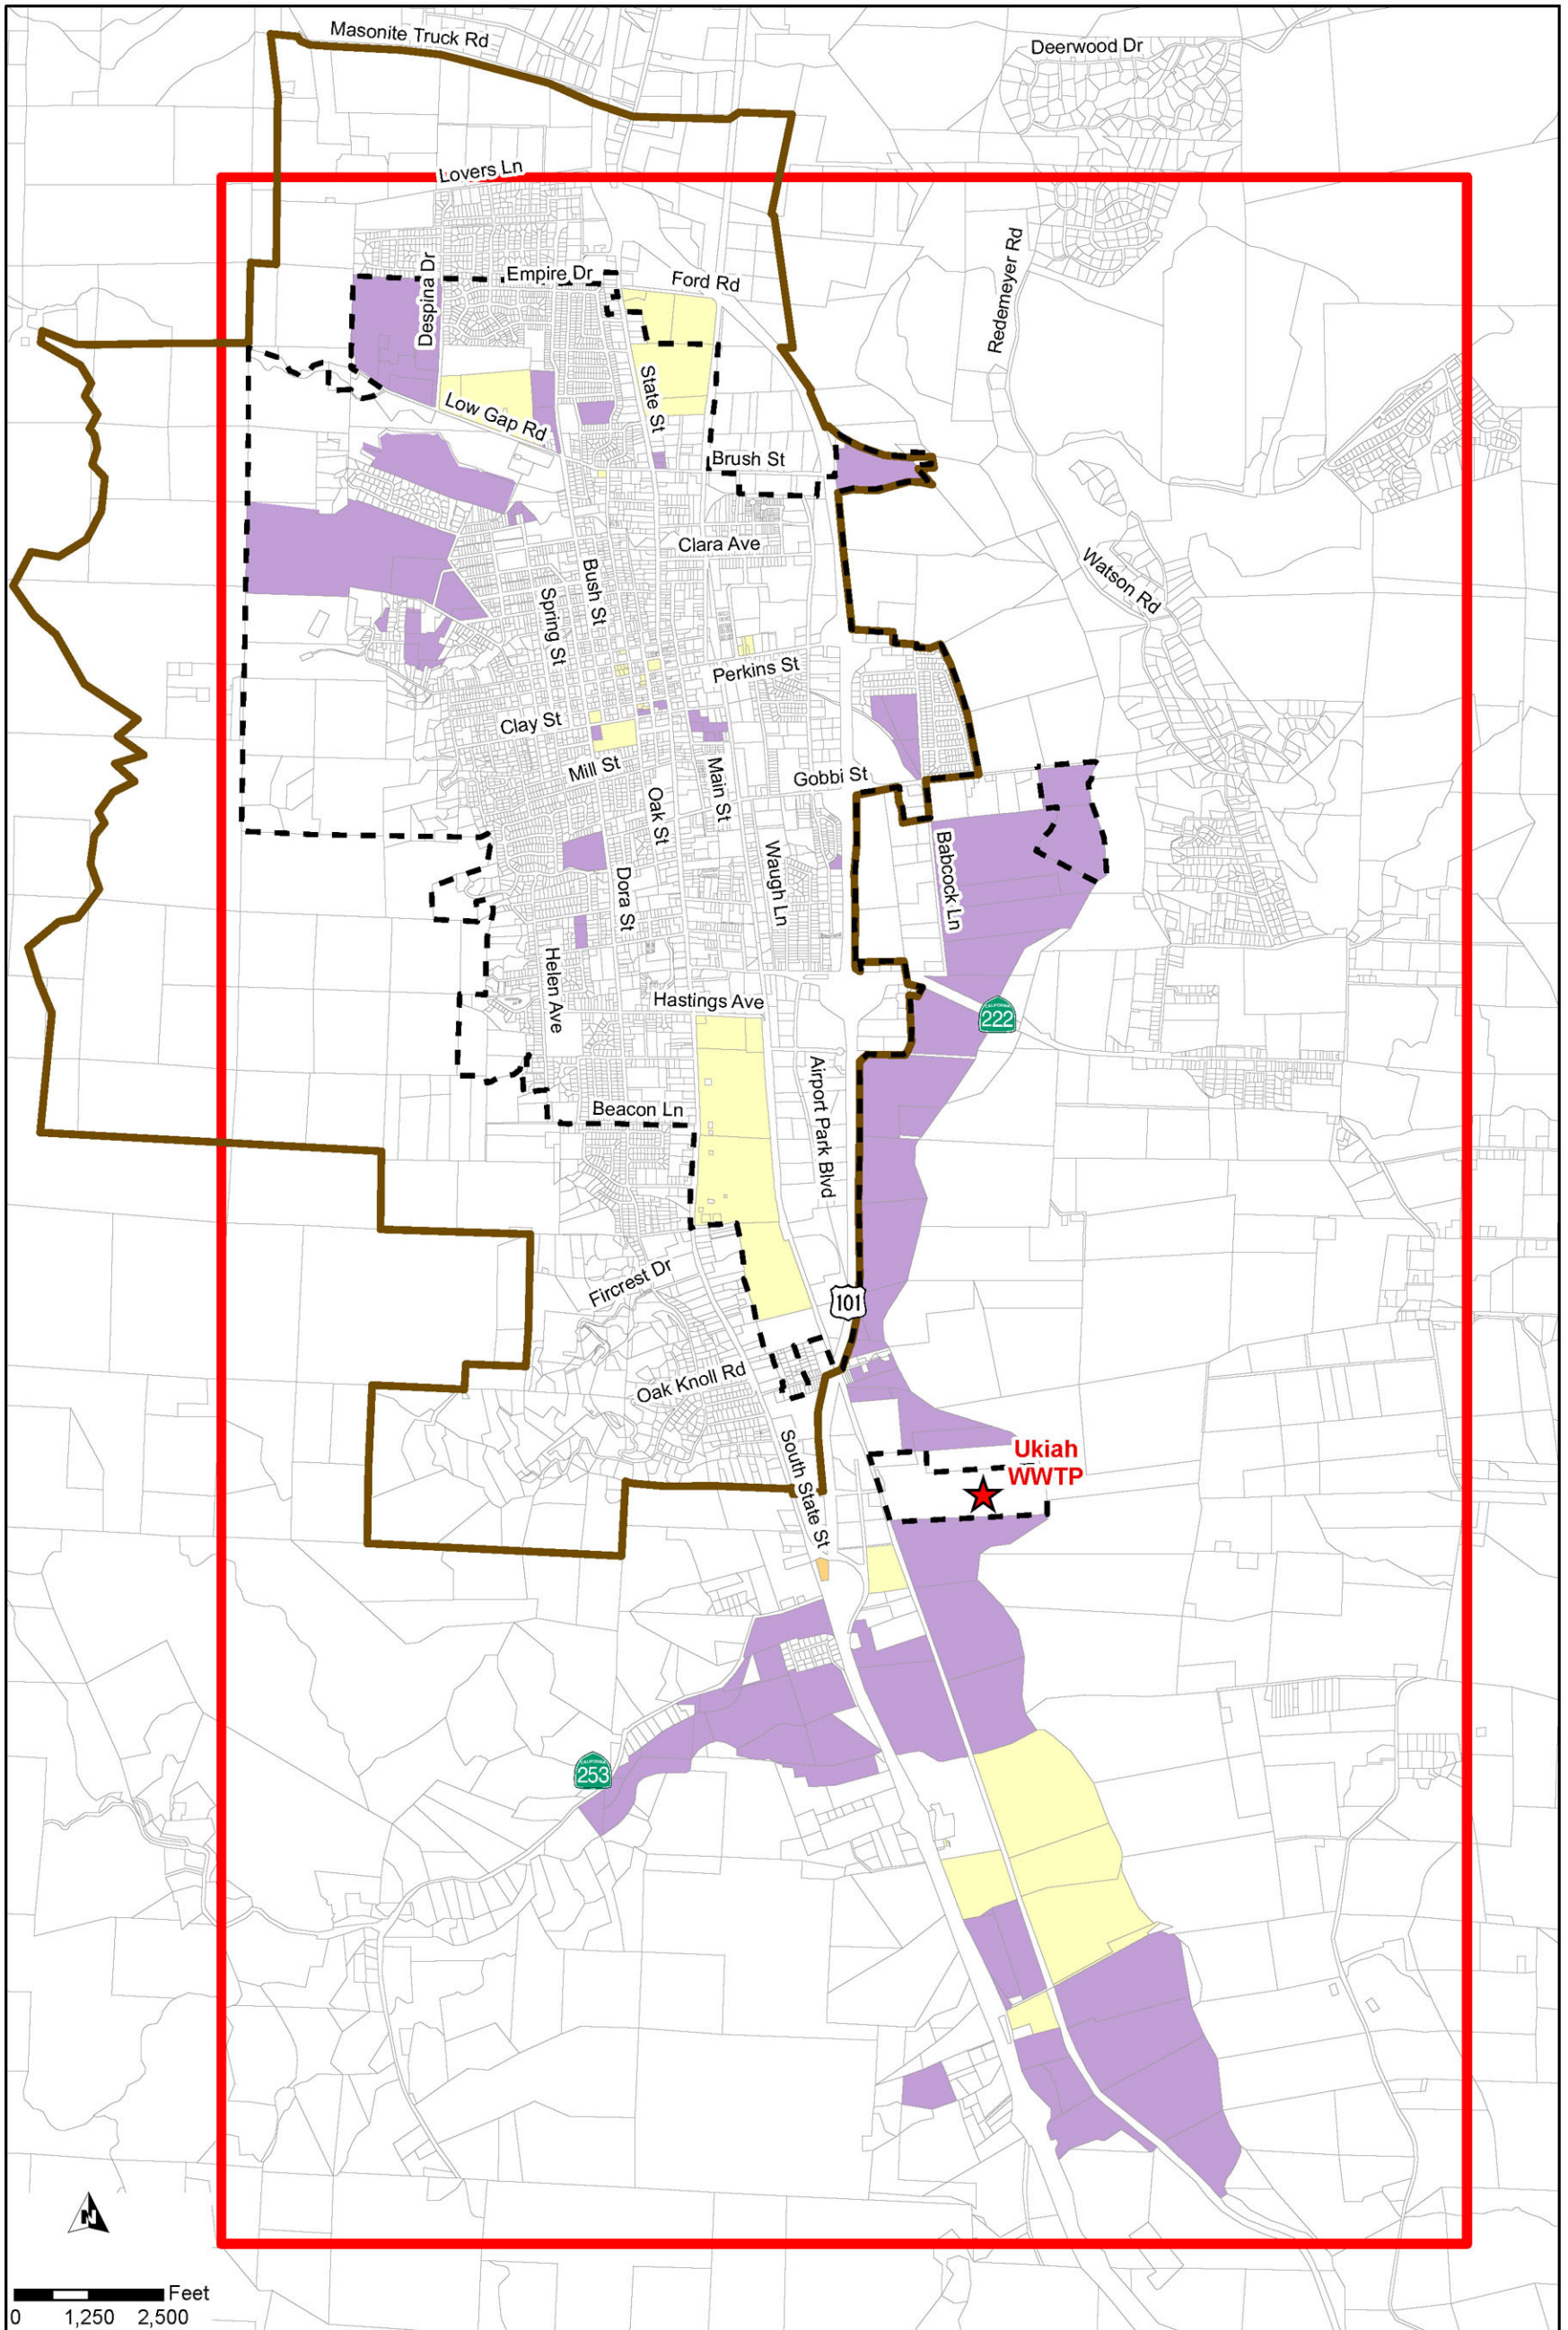 Masonite Truck Rd
Deerwood Dr
Lovers Ln
Redemeyer Rd
Despina Dr
Empire Dr
Ford Rd
State St
Low Gap Rd
Brush St
Clara Ave
Bush St
Spring St
Watson Rd
Perkins St
Clay St
Mill St
Main St
Gobbi St
Oak St
Waugh Ln
Babcock Ln
Dora St
Helen Ave
Hastings Ave
CALIFORNIA
222
Airport Park Blvd
Beacon Ln
Fircrest Dr
101
Oak Knoll Rd
South State St
Ukiah
WWTP
CALIFORNIA
253
N
Feet
0 1,250 2,500